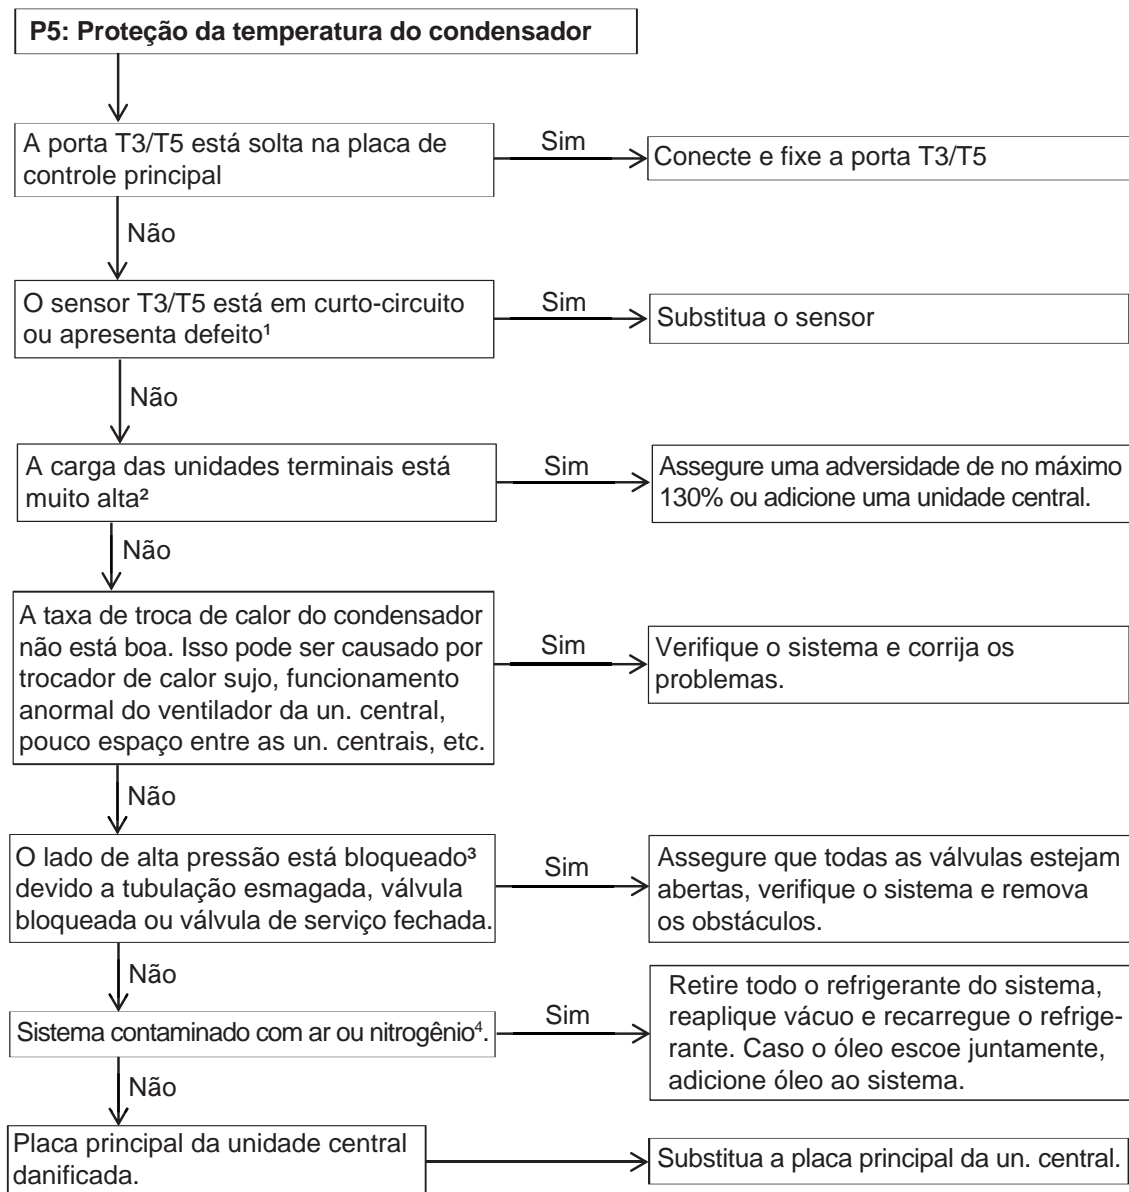 P5: Proteção da temperatura do condensador
A porta T3/T5 está solta na placa de
controle principal
Sim
Conecte e fixe a porta T3/T5
Não
O sensor T3/T5 está em curto-circuito
ou apresenta defeito¹
Sim
Substitua o sensor
Não
A carga das unidades terminais está
muito alta²
Sim
Assegure uma adversidade de no máximo
130% ou adicione uma unidade central.
Não
A taxa de troca de calor do condensador
não está boa. Isso pode ser causado por
trocador de calor sujo, funcionamento
anormal do ventilador da un. central,
pouco espaço entre as un. centrais, etc.
Sim
Verifique o sistema e corrija os
problemas.
Não
O lado de alta pressão está bloqueado³
devido a tubulação esmagada, válvula
bloqueada ou válvula de serviço fechada.
Sim
Assegure que todas as válvulas estejam
abertas, verifique o sistema e remova
os obstáculos.
Não
Sistema contaminado com ar ou nitrogênio⁴.
Sim
Retire todo o refrigerante do sistema,
reaplique vácuo e recarregue o refrige-
rante. Caso o óleo escoe juntamente,
adicione óleo ao sistema.
Não
Placa principal da unidade central
danificada.
Substitua a placa principal da un. central.